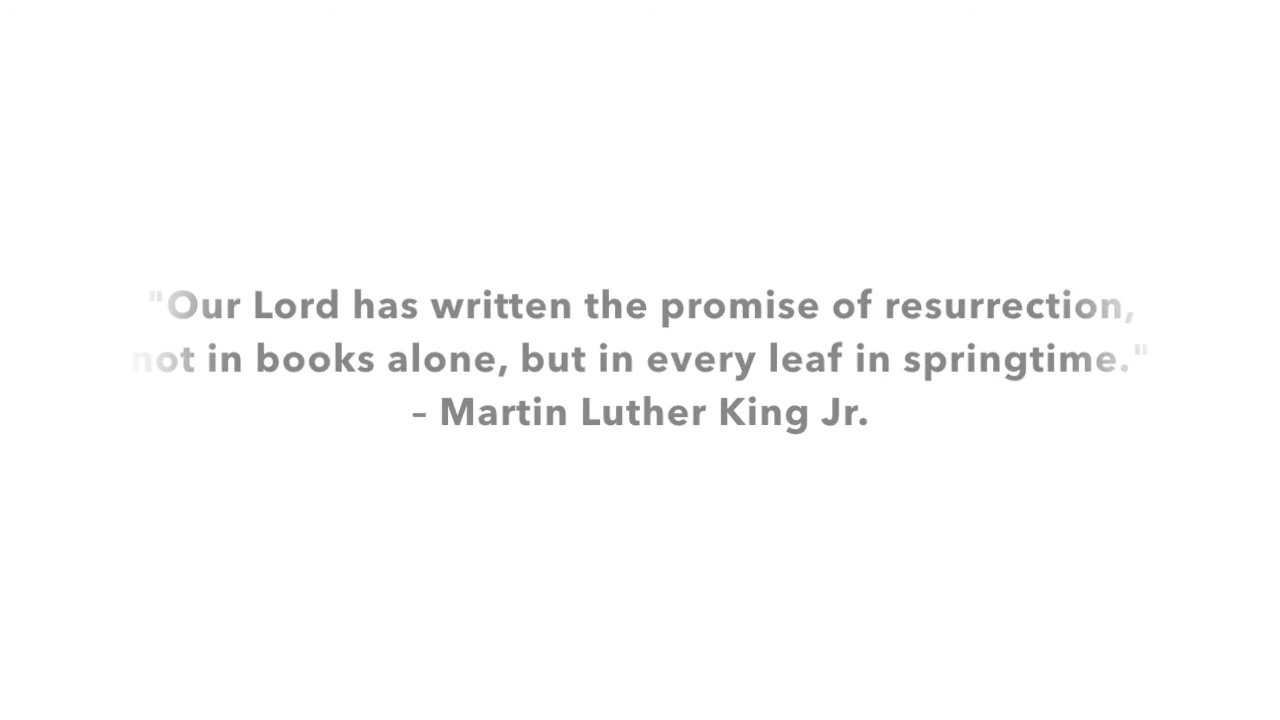 "Our Lord has written the promise of resurrection,
not in books alone, but in every leaf in springtime."
– Martin Luther King Jr.